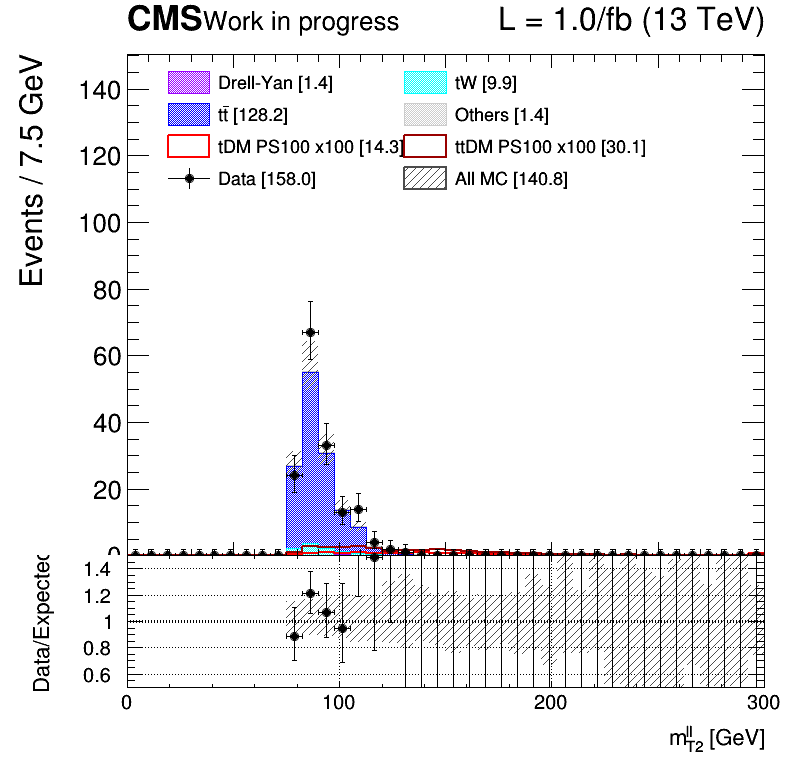 CMS Work in progress L = 1.0/fb (13 TeV)
Events / 7.5 GeV
140
120
100
80
60
40
20
0
Drell-Yan [1.4] tW [9.9]
tt̄ [128.2] Others [1.4]
tDM PS100 x100 [14.3] ttDM PS100 x100 [30.1]
Data [158.0] All MC [140.8]
Data/Expected
1.4
1.2
1
0.8
0.6
0 100 200 300
m_{T2}^{ll} [GeV]